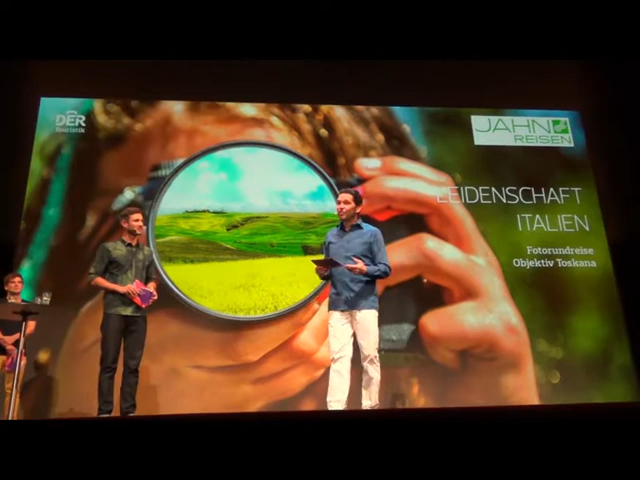 DER
Touristik
JAHN
REISEN
LEIDENSCHAFT
ITALIEN
Fotorundreise
Objektiv Toskana